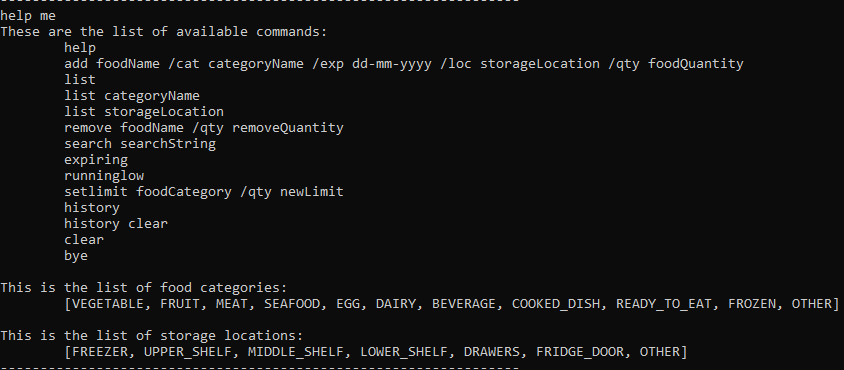 help me
These are the list of available commands:
help
add foodName /cat categoryName /exp dd-mm-yyyy /loc storageLocation /qty foodQuantity
list
list categoryName
list storageLocation
remove foodName /qty removeQuantity
search searchString
expiring
runninglow
setlimit foodCategory /qty newLimit
history
history clear
clear
bye
This is the list of food categories:
[VEGETABLE, FRUIT, MEAT, SEAFOOD, EGG, DAIRY, BEVERAGE, COOKED_DISH, READY_TO_EAT, FROZEN, OTHER]
This is the list of storage locations:
[FREEZER, UPPER_SHELF, MIDDLE_SHELF, LOWER_SHELF, DRAWERS, FRIDGE_DOOR, OTHER]